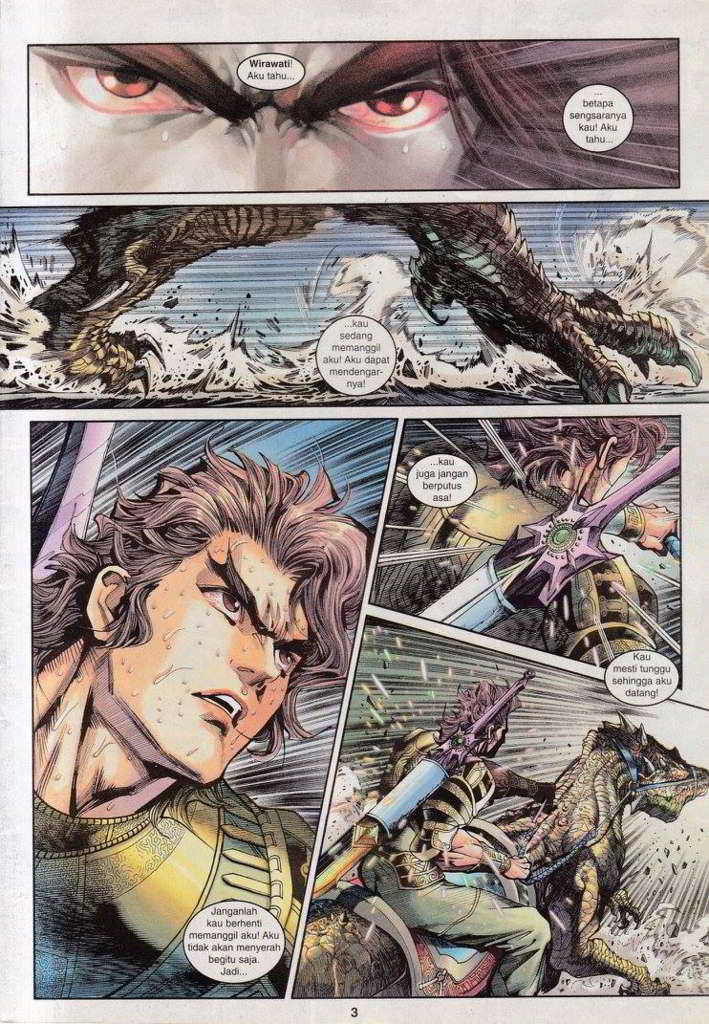 Wirawati!
Aku tahu...
...
betapa
sengsaranya
kau! Aku
tahu...
...kau
sedang
memanggil
aku! Aku dapat
mendengar-
nya!
Janganlah
kau berhenti
memanggil aku! Aku
tidak akan menyerah
begitu saja.
Jadi...
...kau
juga jangan
berputus
asa!
Kau
mesti tunggu
sehingga aku
datang!
3